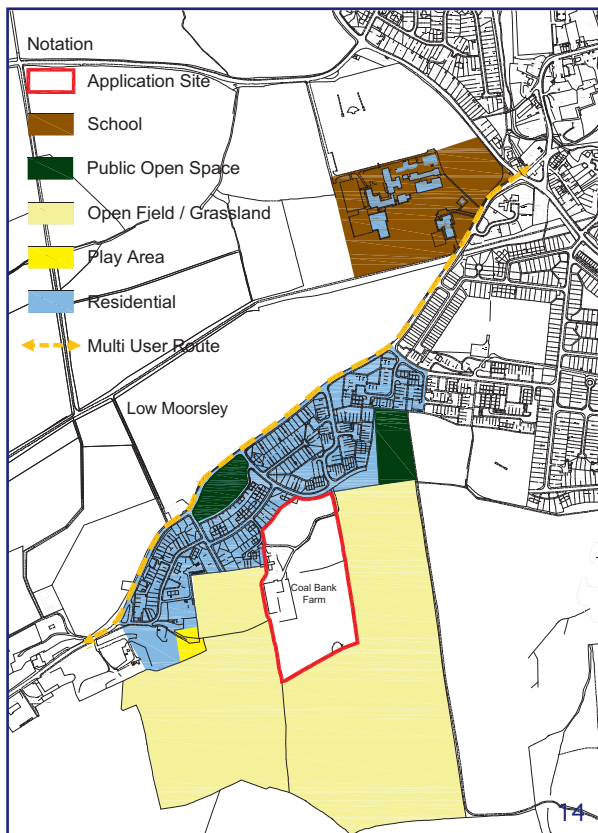 Notation
Application Site
School
Public Open Space
Open Field / Grassland
Play Area
Residential
Multi User Route
Low Moorsley
Coal Bank
Farm
14